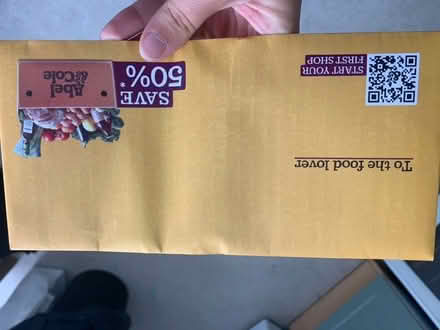 To the food lover
START YOUR
FIRST SHOP
SAVE
50%*
Abel
& Cole